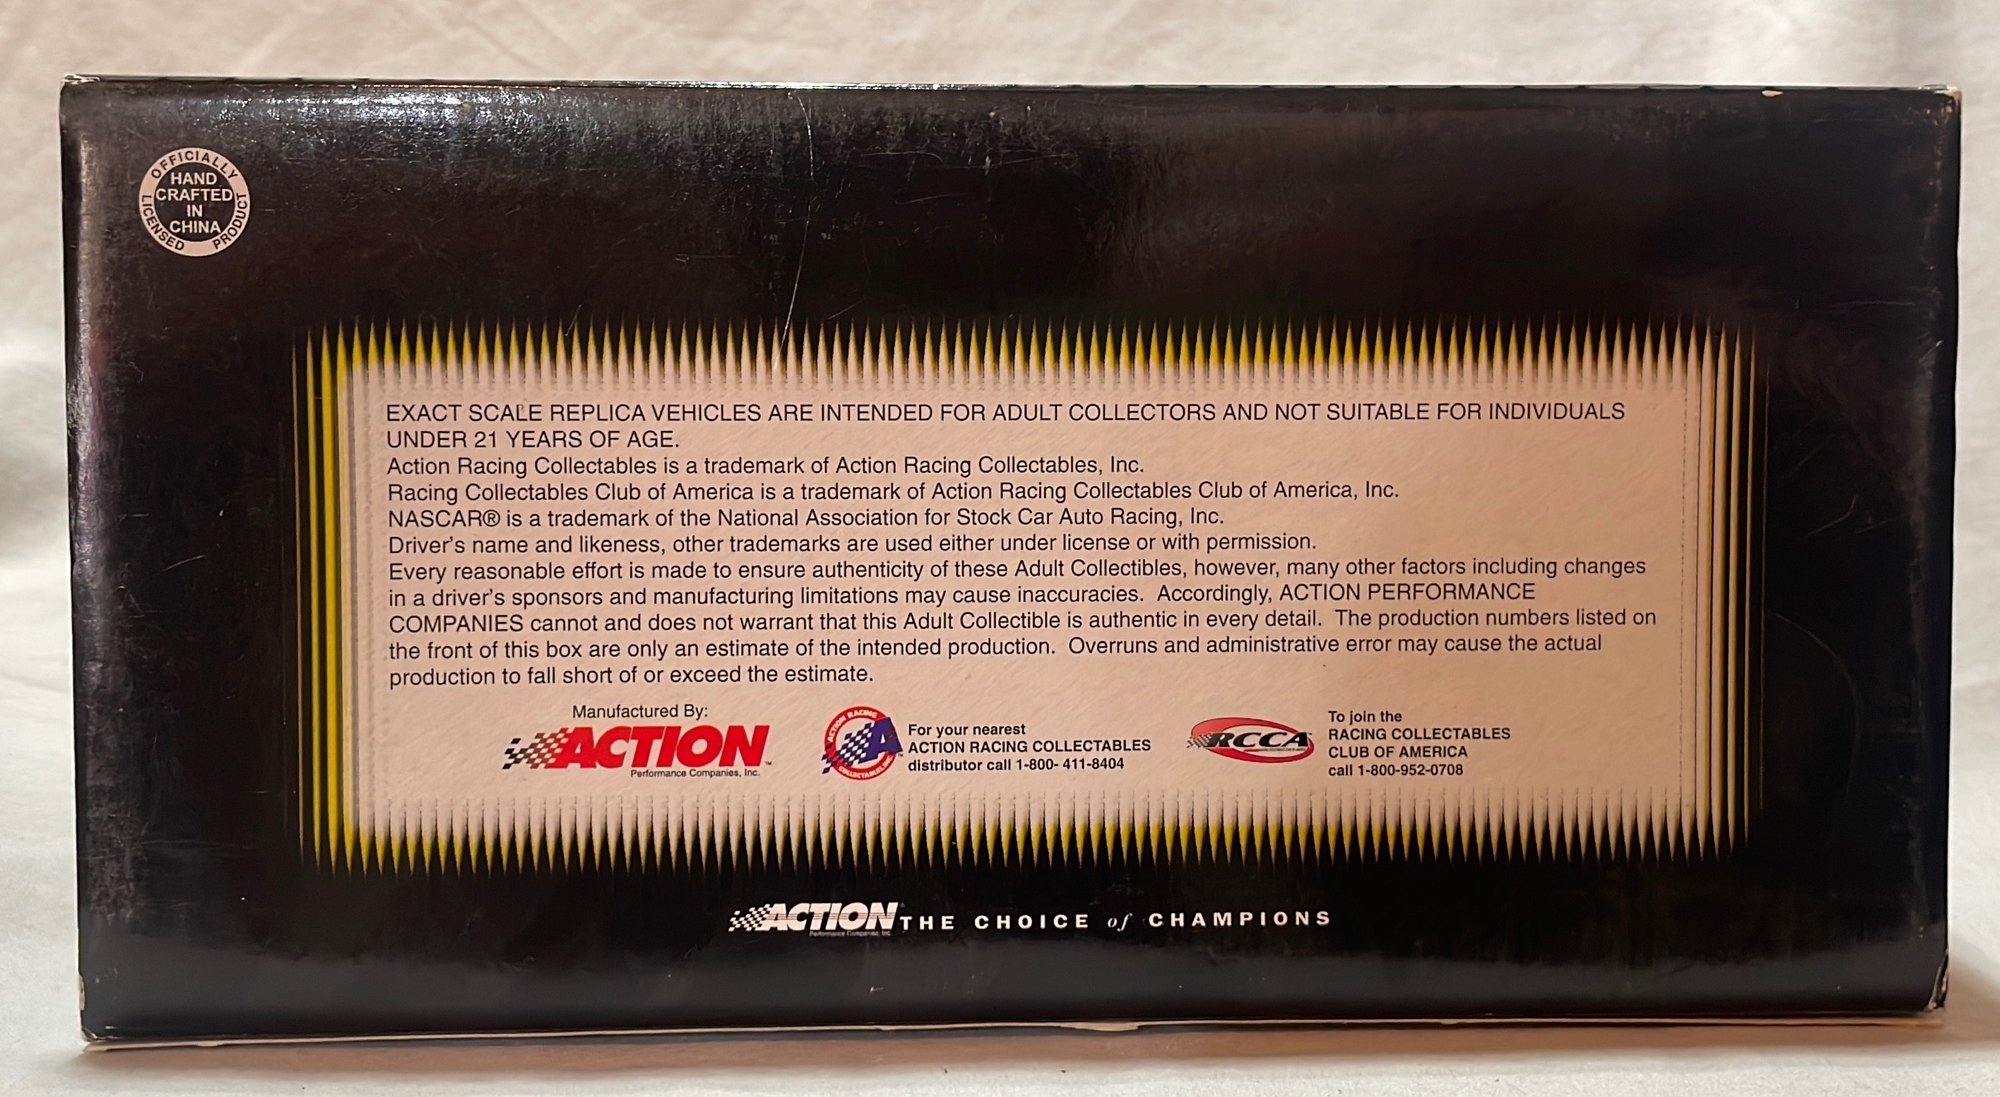 OFFICIALLY
HAND
CRAFTED
IN
CHINA
LICENSED PRODUCT
EXACT SCALE REPLICA VEHICLES ARE INTENDED FOR ADULT COLLECTORS AND NOT SUITABLE FOR INDIVIDUALS
UNDER 21 YEARS OF AGE.
Action Racing Collectables is a trademark of Action Racing Collectables, Inc.
Racing Collectables Club of America is a trademark of Action Racing Collectables Club of America, Inc.
NASCAR® is a trademark of the National Association for Stock Car Auto Racing, Inc.
Driver's name and likeness, other trademarks are used either under license or with permission.
Every reasonable effort is made to ensure authenticity of these Adult Collectibles, however, many other factors including changes
in a driver's sponsors and manufacturing limitations may cause inaccuracies.  Accordingly, ACTION PERFORMANCE
COMPANIES cannot and does not warrant that this Adult Collectible is authentic in every detail.  The production numbers listed on
the front of this box are only an estimate of the intended production.  Overruns and administrative error may cause the actual
production to fall short of or exceed the estimate.
Manufactured By:
ACTION™
Performance Companies, Inc.
ACTION RACING
A™
COLLECTABLES, INC.
For your nearest
ACTION RACING COLLECTABLES
distributor call 1-800- 411-8404
RCCA
To join the
RACING COLLECTABLES
CLUB OF AMERICA
call 1-800-952-0708
ACTION THE CHOICE of CHAMPIONS
Performance Companies, Inc.